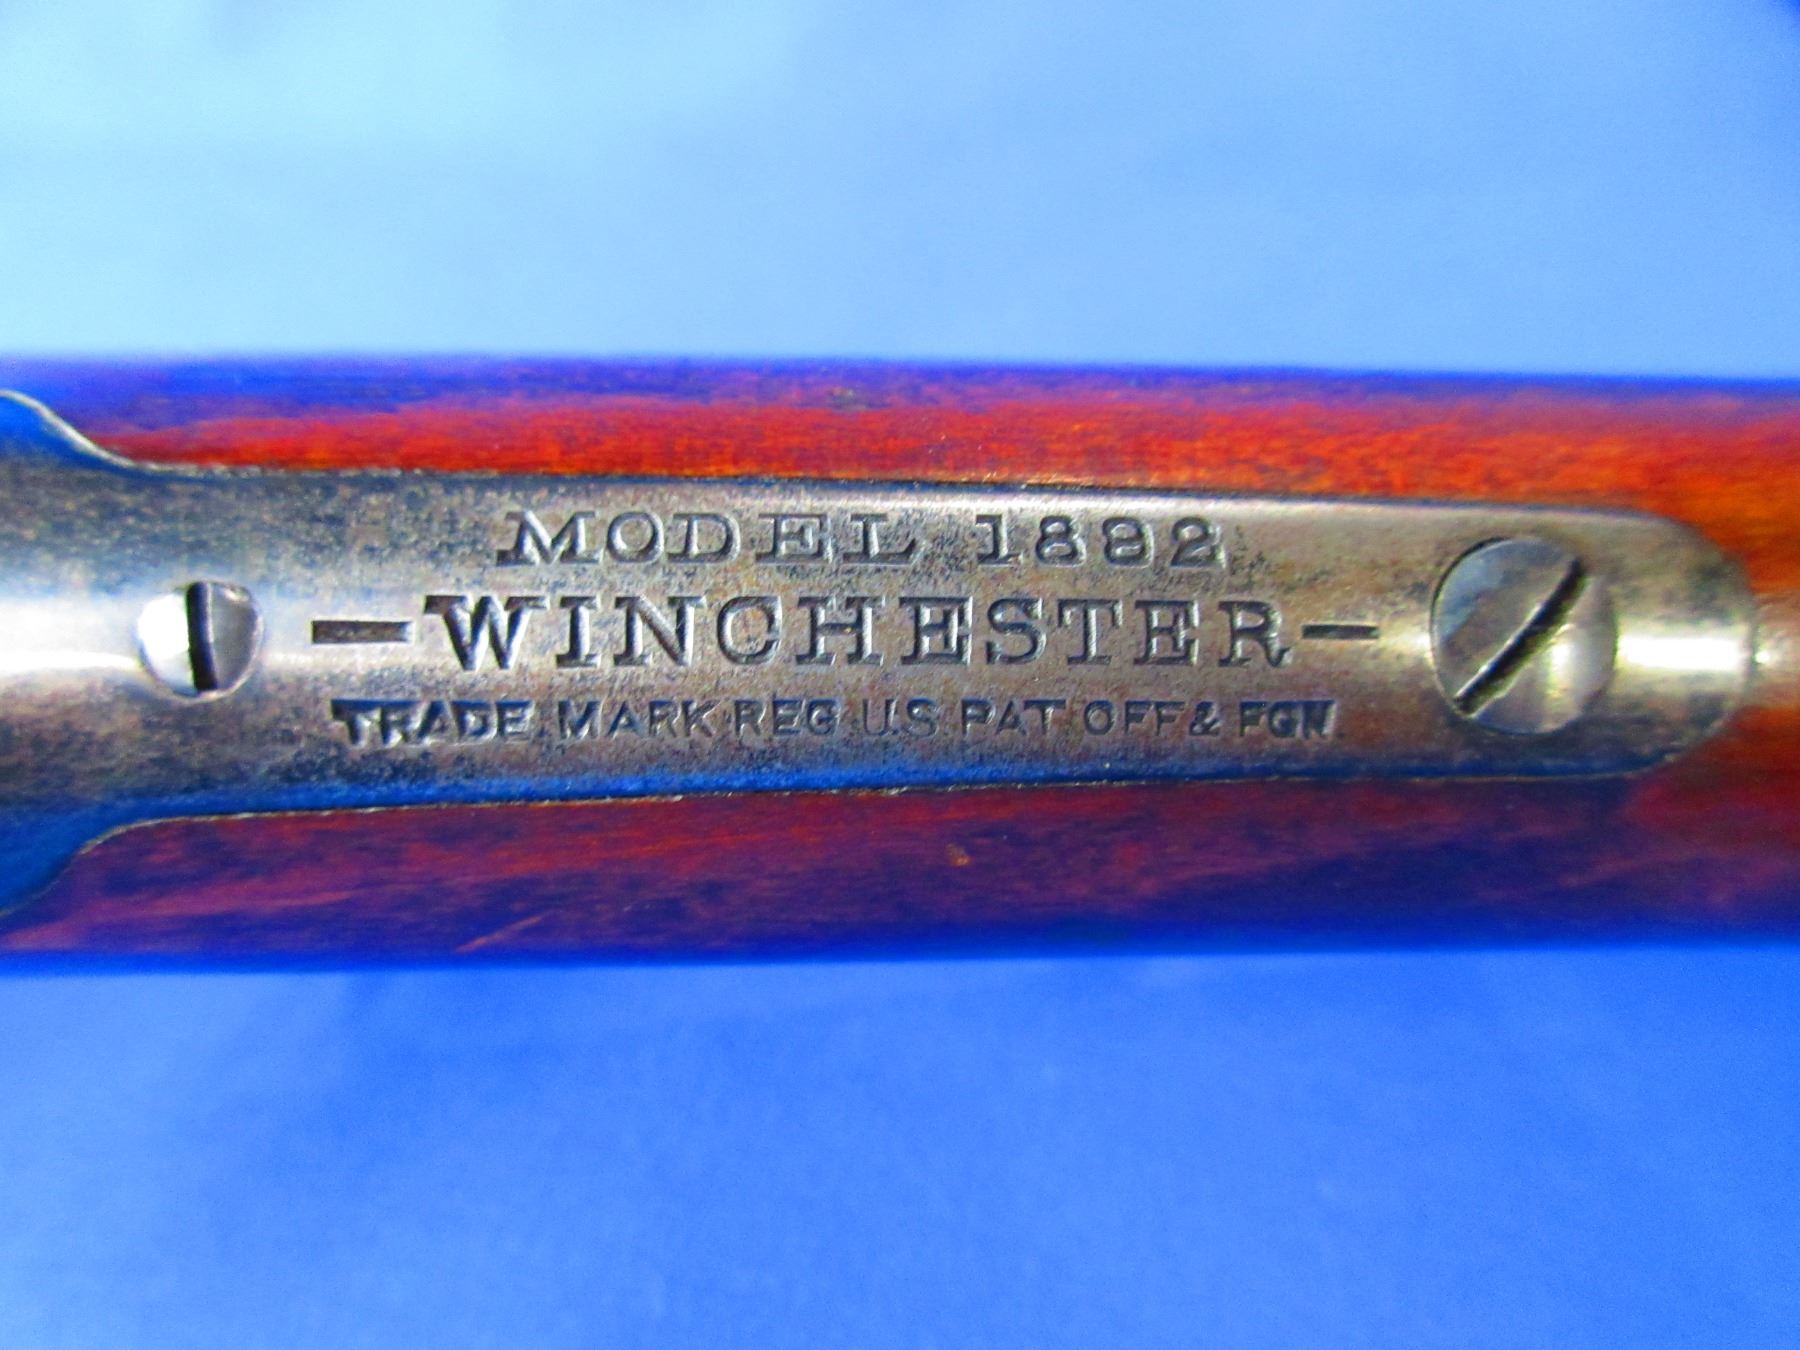 MODEL 1892
—WINCHESTER—
TRADE MARK REG U.S. PAT OFF & FGN